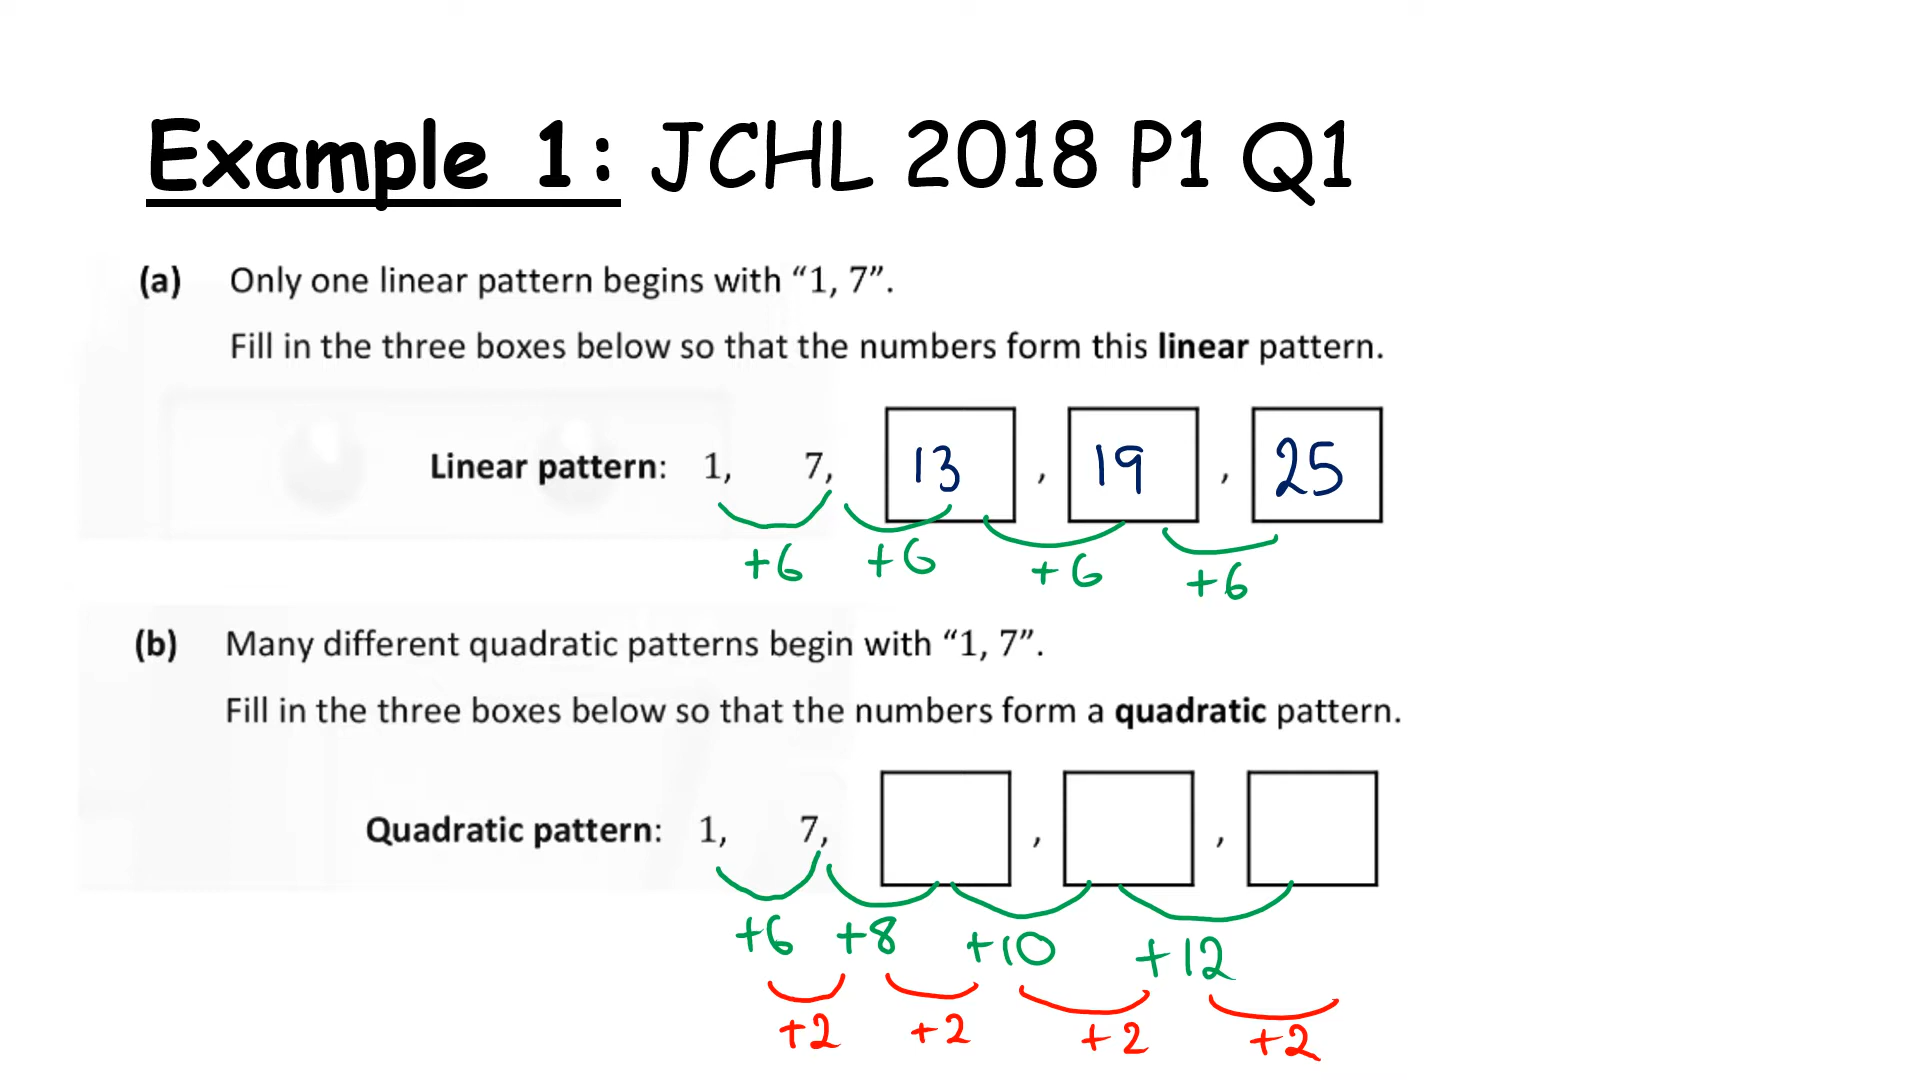 Example 1: JCHL 2018 P1 Q1
(a) Only one linear pattern begins with “1, 7”.
Fill in the three boxes below so that the numbers form this linear pattern.
Linear pattern: 1, 7, 13 , 19 , 25
+6 +6 +6 +6
(b) Many different quadratic patterns begin with “1, 7”.
Fill in the three boxes below so that the numbers form a quadratic pattern.
Quadratic pattern: 1, 7, , ,
+6 +8 +10 +12
+2 +2 +2 +2